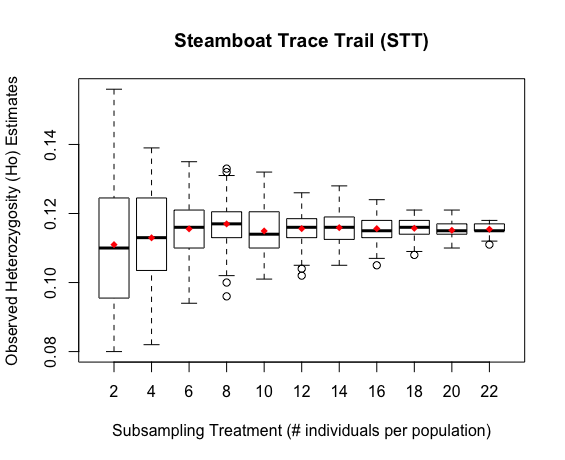 Steamboat Trace Trail (STT)
Observed Heterozygosity (Ho) Estimates
0.14
0.12
0.10
0.08
2 4 6 8 10 12 14 16 18 20 22
Subsampling Treatment (# individuals per population)